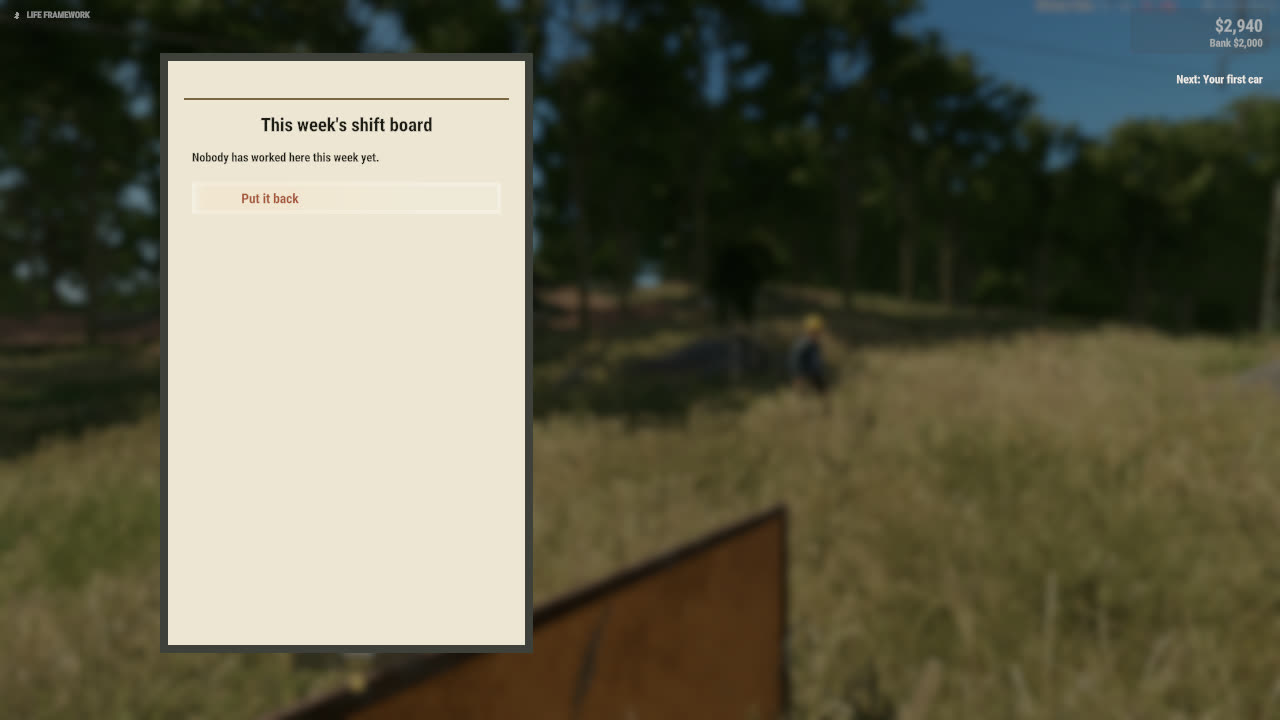 LIFE FRAMEWORK
$2,940
Bank $2,000
Next: Your first car
This week's shift board
Nobody has worked here this week yet.
Put it back